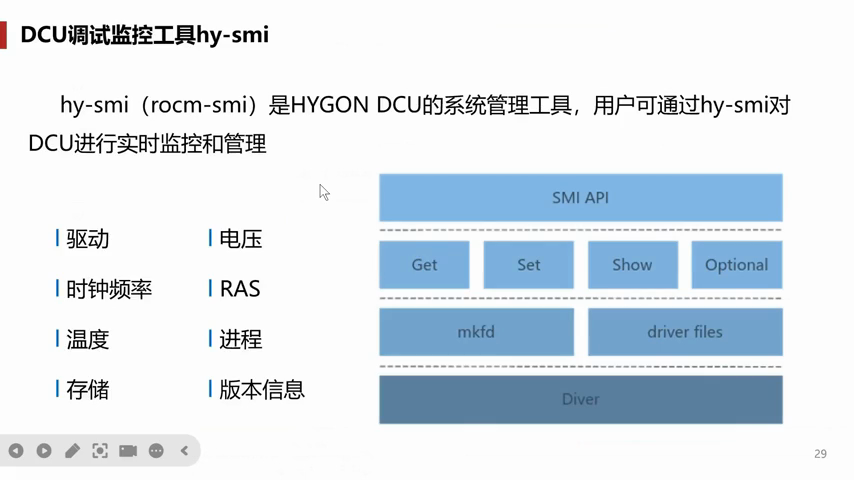 DCU调试监控工具hy-smi
hy-smi（rocm-smi）是HYGON DCU的系统管理工具，用户可通过hy-smi对
DCU进行实时监控和管理
驱动
电压
时钟频率
RAS
温度
进程
存储
版本信息
SMI API
Get
Set
Show
Optional
mkfd
driver files
Diver
29